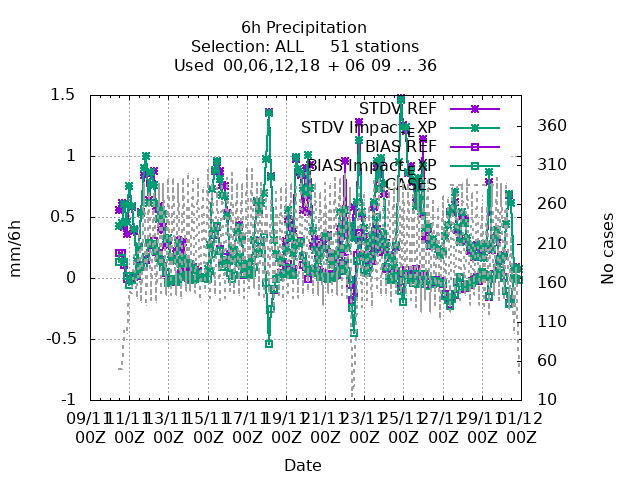 6h Precipitation
Selection: ALL 51 stations
Used 00,06,12,18 + 06 09 ... 36
STDV REF
STDV Impact_EXP
BIAS REF
BIAS Impact_EXP
CASES
1.5
1
0.5
0
-0.5
-1
mm/6h
360
310
260
210
160
110
60
10
No cases
09/11 11/11 13/11 15/11 17/11 19/11 21/11 23/11 25/11 27/11 29/11 01/12
00Z 00Z 00Z 00Z 00Z 00Z 00Z 00Z 00Z 00Z 00Z 00Z
Date